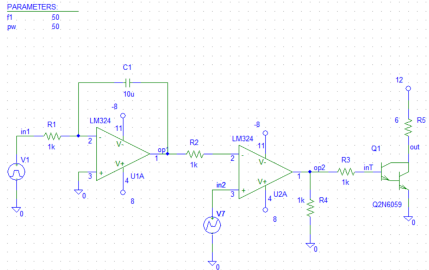 PARAMETERS:
f1 50
pw 50
C1
10u
12
R1
1k
in1
V1
0
LM324
-8
2
11
V-
V+
1
op1
3
4
U1A
8
0
R2
1k
LM324
-8
2
11
V-
V+
1
op2
3
4
U2A
8
in2
V7
0
R3
1k
inT
1k
R4
0
Q1
Q2N6059
6
R5
out
0